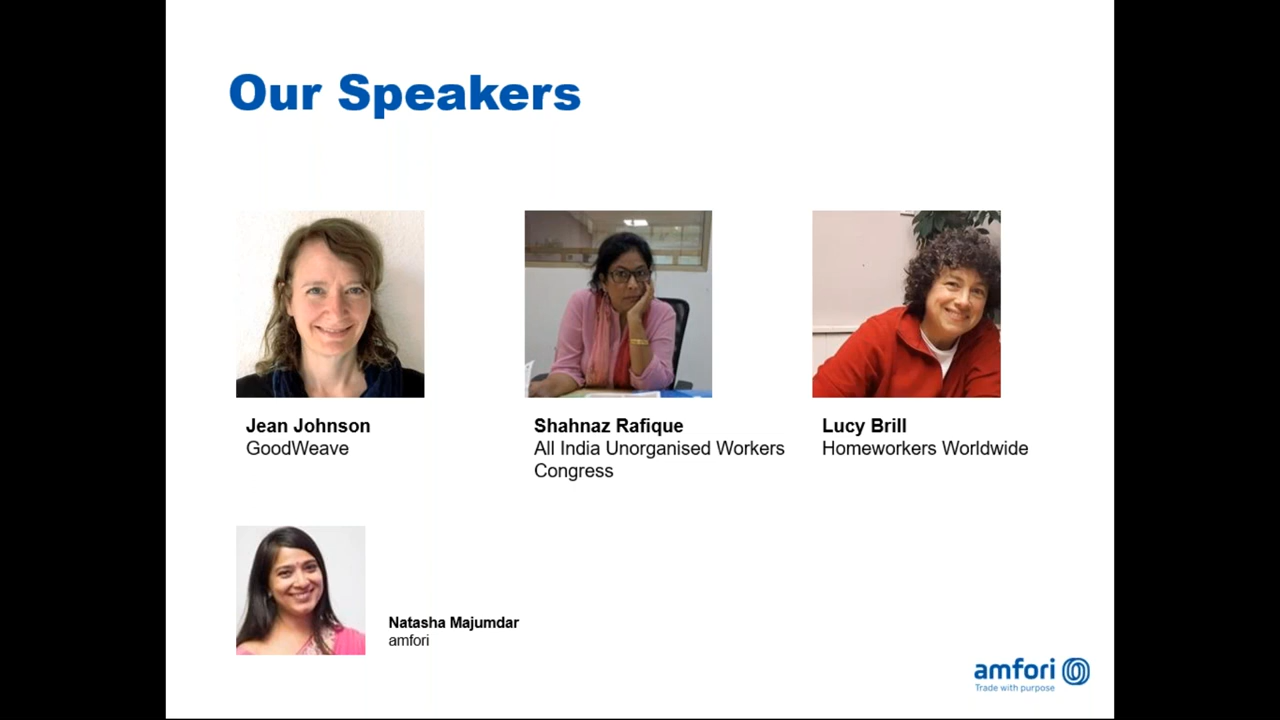 Our Speakers
Jean Johnson
GoodWeave
Shahnaz Rafique
All India Unorganised Workers
Congress
Lucy Brill
Homeworkers Worldwide
Natasha Majumdar
amfori
amfori
Trade with purpose